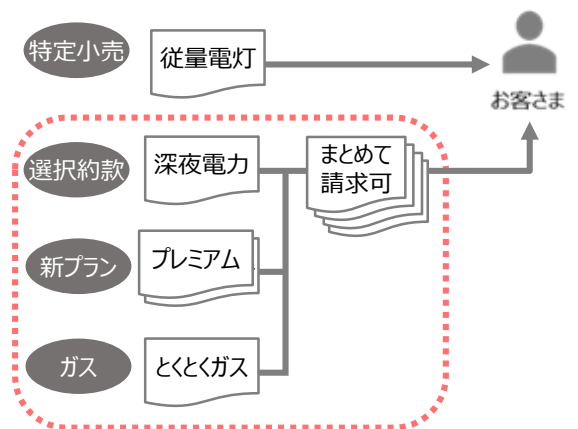 特定小売
従量電灯
お客さま
選択約款
深夜電力
まとめて
請求可
新プラン
プレミアム
ガス
とくとくガス